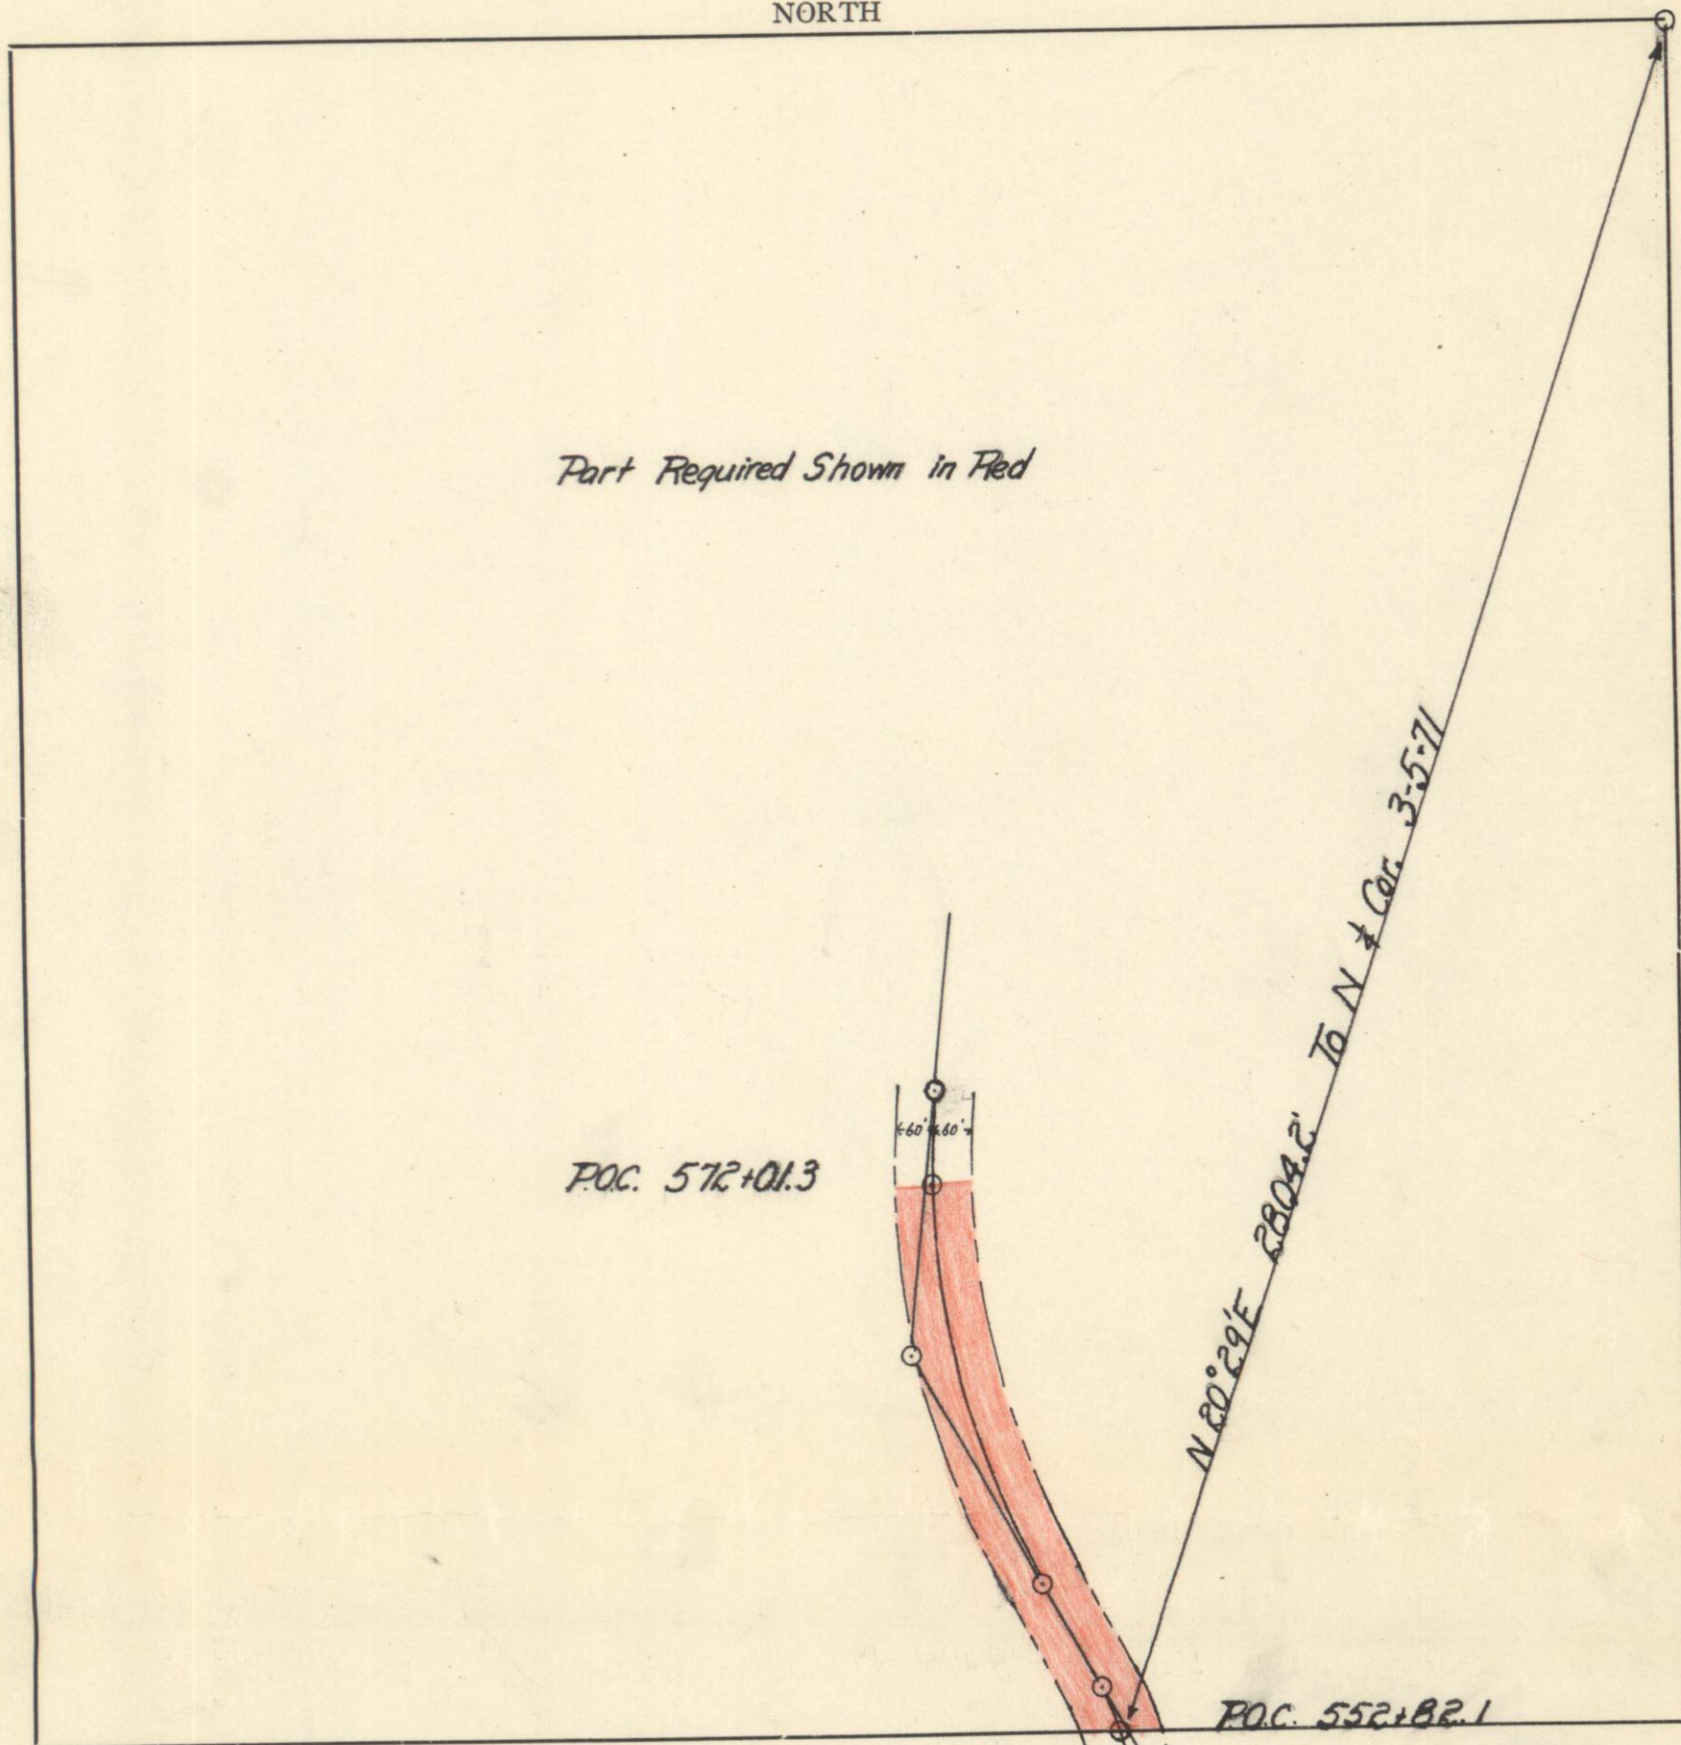 NORTH
Part Required Shown in Red
60' 60'
P.O.C. 572+01.3
N 20° 29' E 2804.2' To N ¼ Cor. 3-5-71
P.O.C. 552+82.1